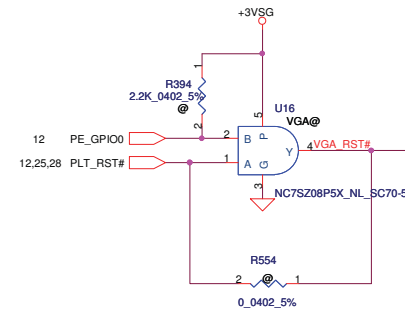 +3VSG
1
R394
2.2K_0402_5%
@
2
U16
VGA@
5
12 PE_GPIO0
2
B
P
12,25,28 PLT_RST#
1
A
G
Y
4
VGA_RST#
3
NC7SZ08P5X_NL_SC70-5
R554
2
@
1
0_0402_5%